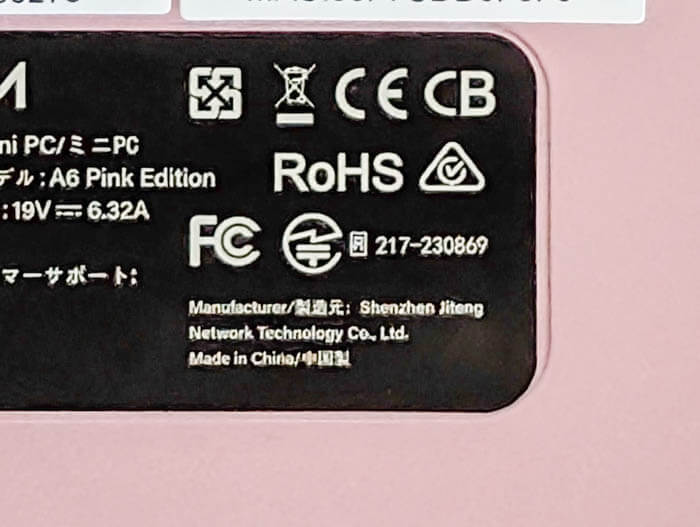 ni PC/ミニPC
デル:A6 Pink Edition
:19V 6.32A
マーサポート:
CE CB
RoHS
FC R 217-230869
Manufacturer/製造元: Shenzhen Jiteng
Network Technology Co., Ltd.
Made in China/中国製